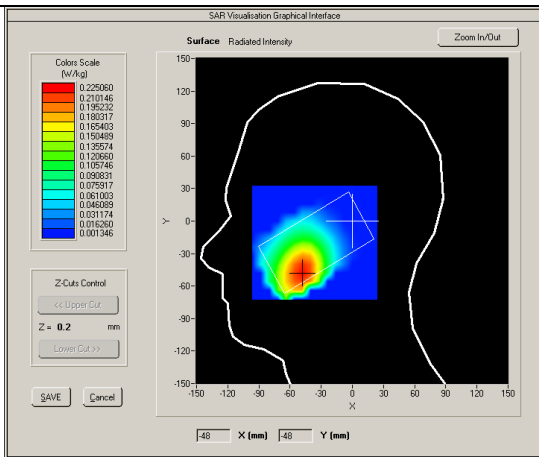 SAR Visualisation Graphical Interface
Surface Radiated Intensity
Zoom In/Out
Colors Scale
(W/kg)
0.225060
0.210146
0.195232
0.180317
0.165403
0.150489
0.135574
0.120660
0.105746
0.090831
0.075917
0.061003
0.046089
0.031174
0.016260
0.001346
Z-Cuts Control
<< Upper Cut
Z = 0.2 mm
Lower Cut >>
SAVE Cancel
150-
120-
90-
60-
30-
Y 0-
-30-
-60-
-90-
-120-
-150-
-150 -120 -90 -60 -30 0 30 60 90 120 150
X
-48 X (mm) -48 Y (mm)